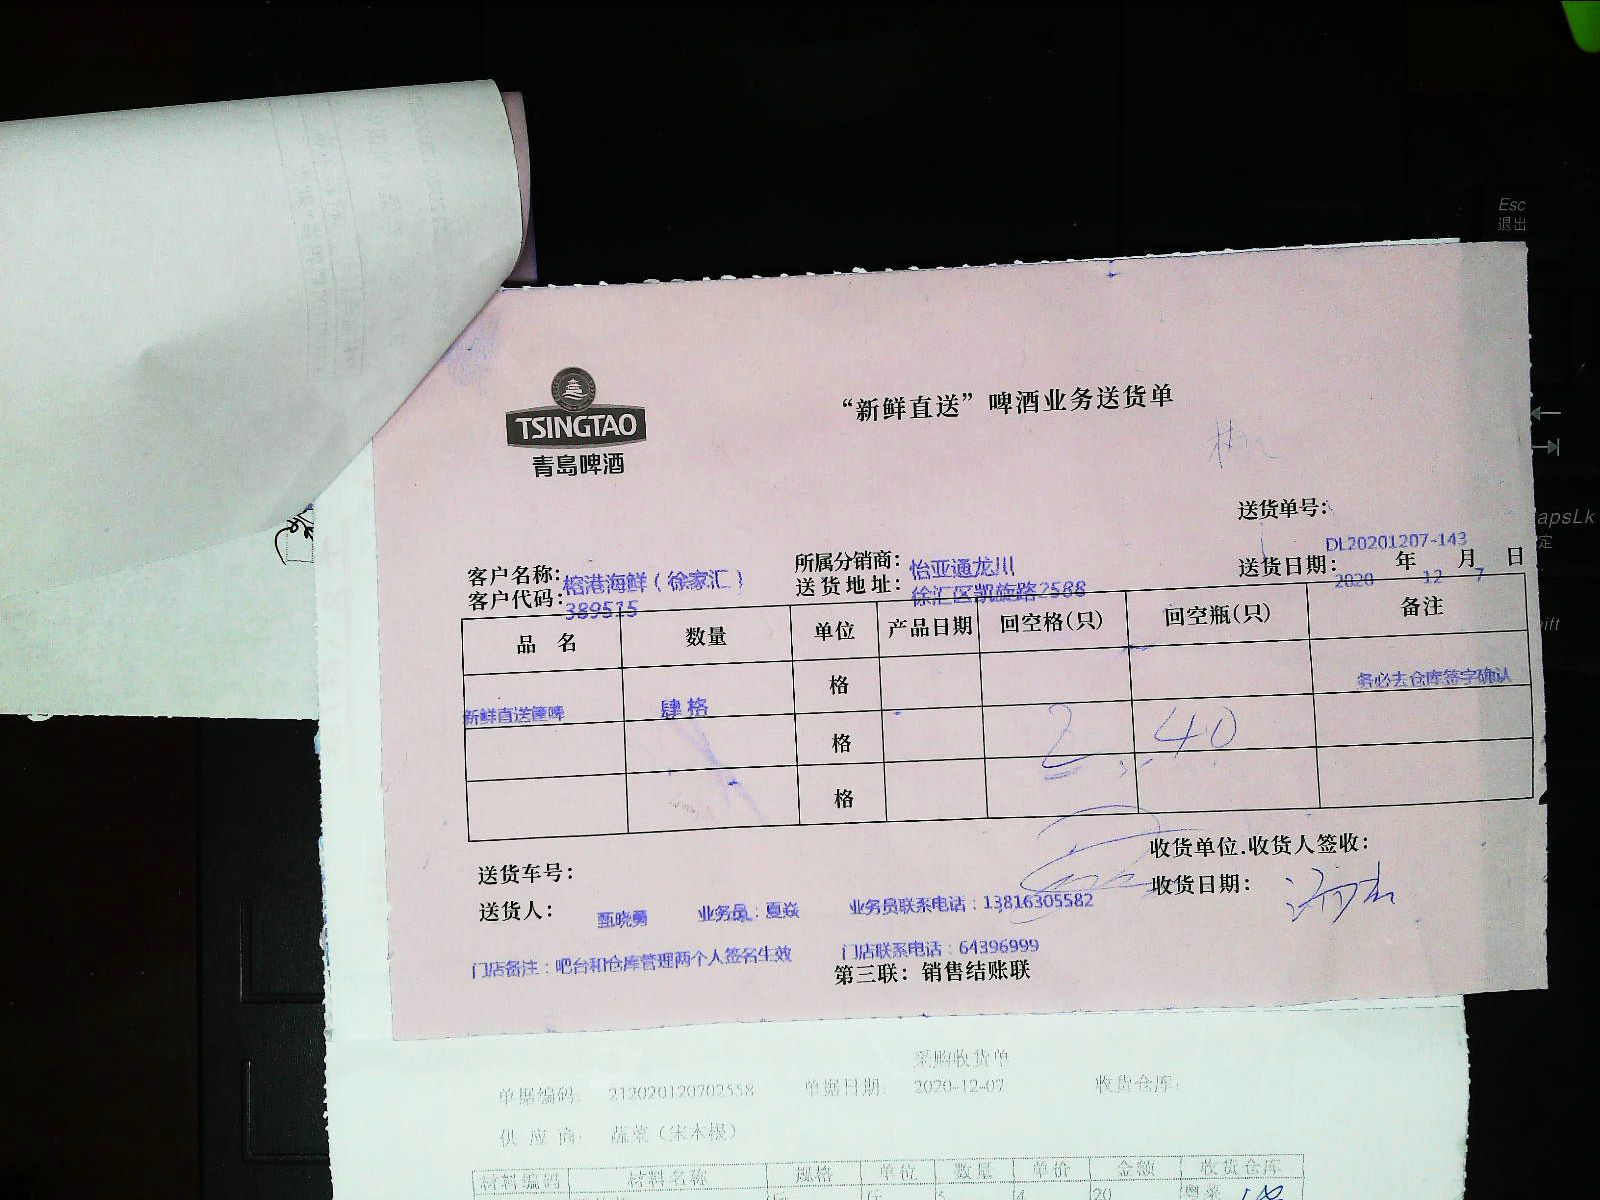 Esc
退出
TSINGTAO
青岛啤酒
“新鲜直送”啤酒业务送货单
送货单号:
DL20201207-143
apsLk
定
客户名称: 榕港海鲜（徐家汇）
所属分销商: 怡亚通龙川
送货日期: 2020 年 12 月 7 日
客户代码: 389575
送货地址: 徐汇区凯旋路2588
ift
品 名 数量 单位 产品日期 回空格(只) 回空瓶(只) 备注
新鲜直送 肆格 格 务必去仓库签字确认
格 2 40
格
送货车号:
收货单位.收货人签收:
收货日期:
送货人: 甄晓勇 业务员: 夏焱 业务员联系电话: 13816305582
门店备注: 吧台和仓库管理两个人签名生效 门店联系电话: 64396999
第三联: 销售结账联
采购收货单
单据编码: 212020120702558 单据日期: 2020-12-07 收货仓库:
供 应 商: 蔬菜（宋本根）
材料编码 材料名称 规格 单位 数量 单价 金额 收货仓库
5 4 20 粤菜